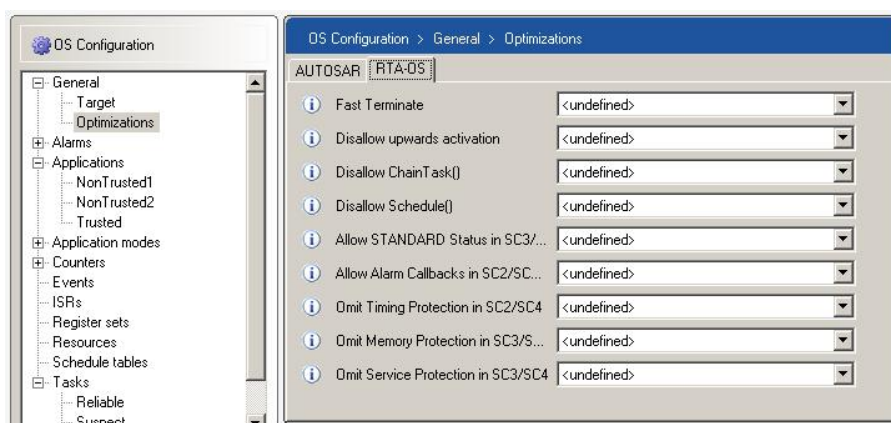 OS Configuration
General
Target
Optimizations
Alarms
Applications
NonTrusted1
NonTrusted2
Trusted
Application modes
Counters
Events
ISRs
Register sets
Resources
Schedule tables
Tasks
Reliable
Suspect
OS Configuration > General > Optimizations
AUTOSAR RTA-OS
Fast Terminate <undefined>
Disallow upwards activation <undefined>
Disallow ChainTask() <undefined>
Disallow Schedule() <undefined>
Allow STANDARD Status in SC3/... <undefined>
Allow Alarm Callbacks in SC2/SC... <undefined>
Omit Timing Protection in SC2/SC4 <undefined>
Omit Memory Protection in SC3/S... <undefined>
Omit Service Protection in SC3/SC4 <undefined>